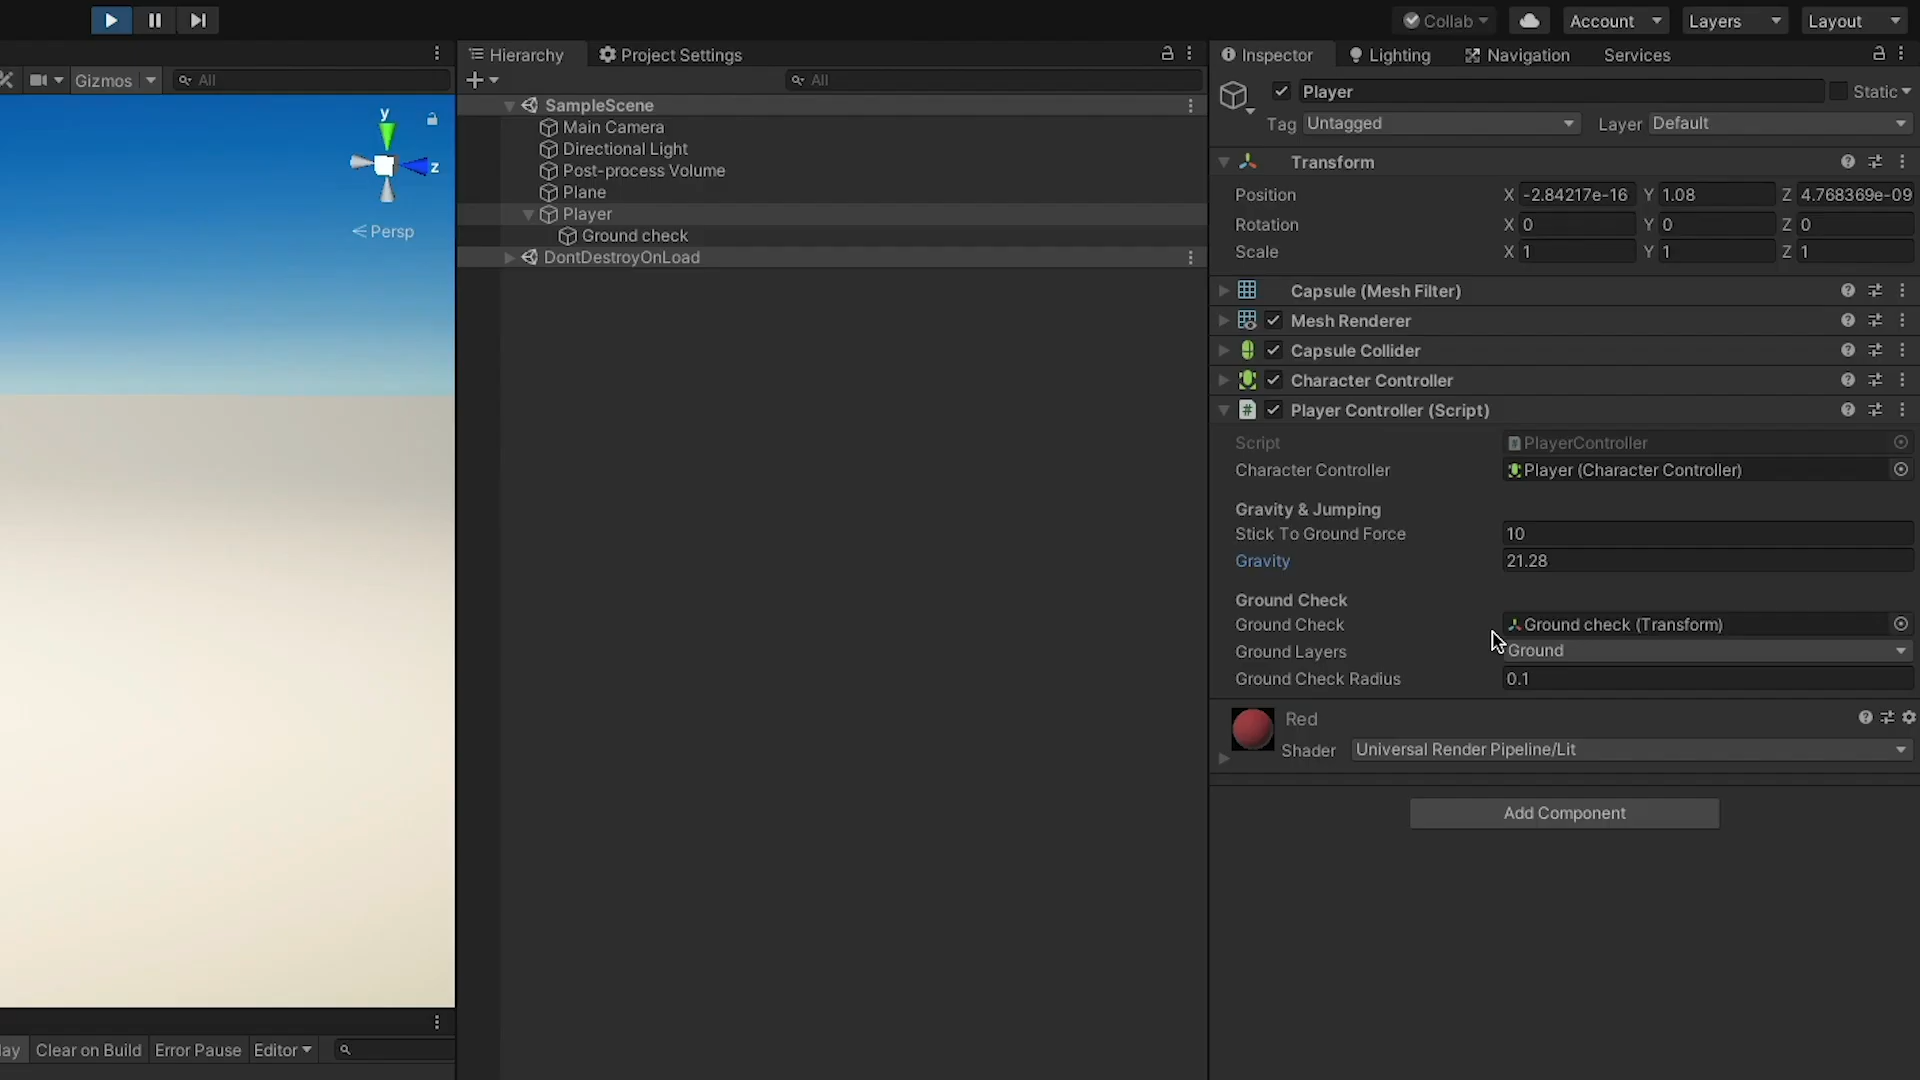 Collab
Account
Layers
Layout
Gizmos
All
y
z
Persp
Clear on Build
Error Pause
Editor
Hierarchy
Project Settings
All
SampleScene
Main Camera
Directional Light
Post-process Volume
Plane
Player
Ground check
DontDestroyOnLoad
Inspector
Lighting
Navigation
Services
Player
Static
Tag Untagged
Layer Default
Transform
Position X -2.84217e-16 Y 1.08 Z 4.768369e-09
Rotation X 0 Y 0 Z 0
Scale X 1 Y 1 Z 1
Capsule (Mesh Filter)
Mesh Renderer
Capsule Collider
Character Controller
# Player Controller (Script)
Script PlayerController
Character Controller Player (Character Controller)
Gravity & Jumping
Stick To Ground Force 10
Gravity 21.28
Ground Check
Ground Check Ground check (Transform)
Ground Layers Ground
Ground Check Radius 0.1
Red
Shader Universal Render Pipeline/Lit
Add Component